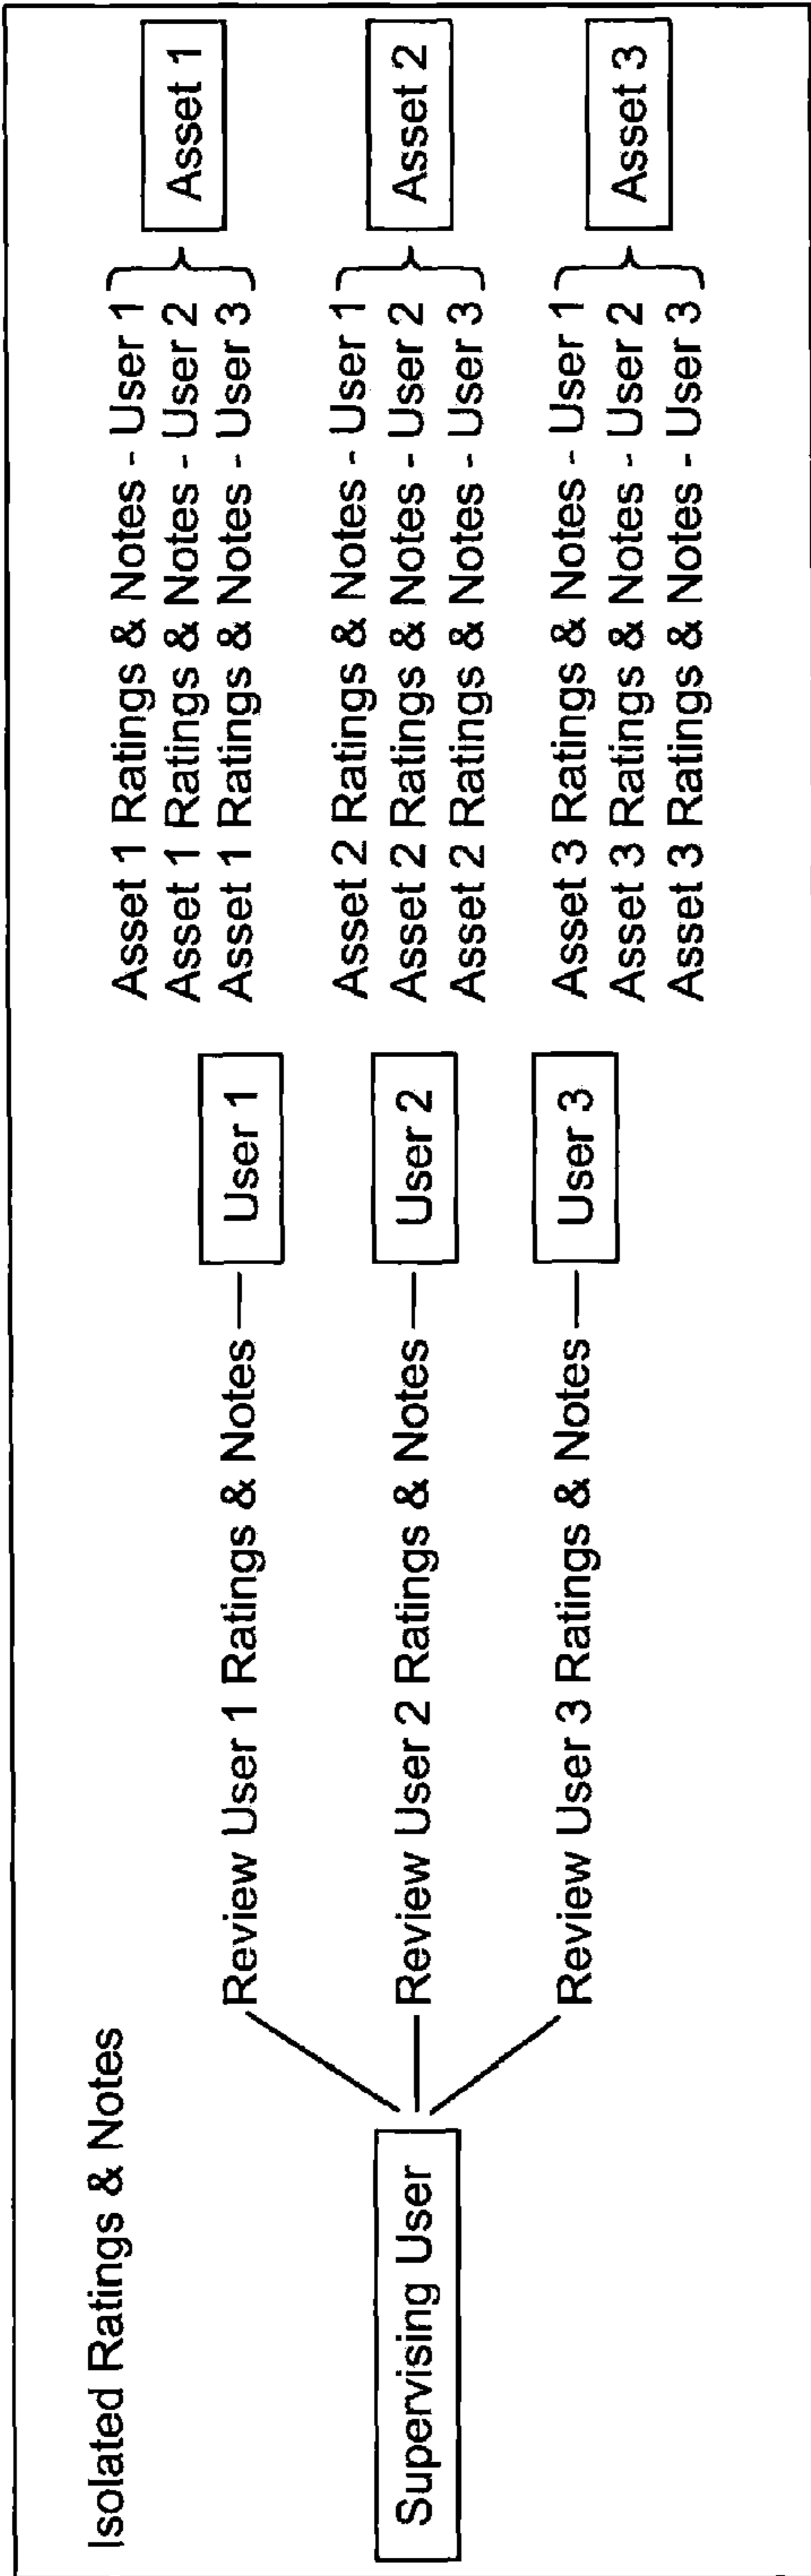 Isolated Ratings & Notes
Supervising User
Review User 1 Ratings & Notes
Review User 2 Ratings & Notes
Review User 3 Ratings & Notes
User 1
User 2
User 3
Asset 1 Ratings & Notes - User 1
Asset 1 Ratings & Notes - User 2
Asset 1 Ratings & Notes - User 3
Asset 2 Ratings & Notes - User 1
Asset 2 Ratings & Notes - User 2
Asset 2 Ratings & Notes - User 3
Asset 3 Ratings & Notes - User 1
Asset 3 Ratings & Notes - User 2
Asset 3 Ratings & Notes - User 3
Asset 1
Asset 2
Asset 3